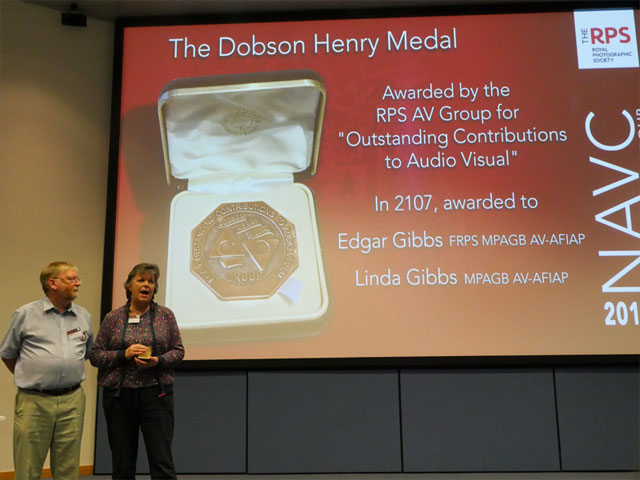 The Dobson Henry Medal
Awarded by the
RPS AV Group for
"Outstanding Contributions
to Audio Visual"
In 2107, awarded to
Edgar Gibbs FRPS MPAGB AV-AFIAP
Linda Gibbs MPAGB AV-AFIAP
THE RPS
ROYAL
PHOTOGRAPHIC
SOCIETY
NAVC
201
GROUP